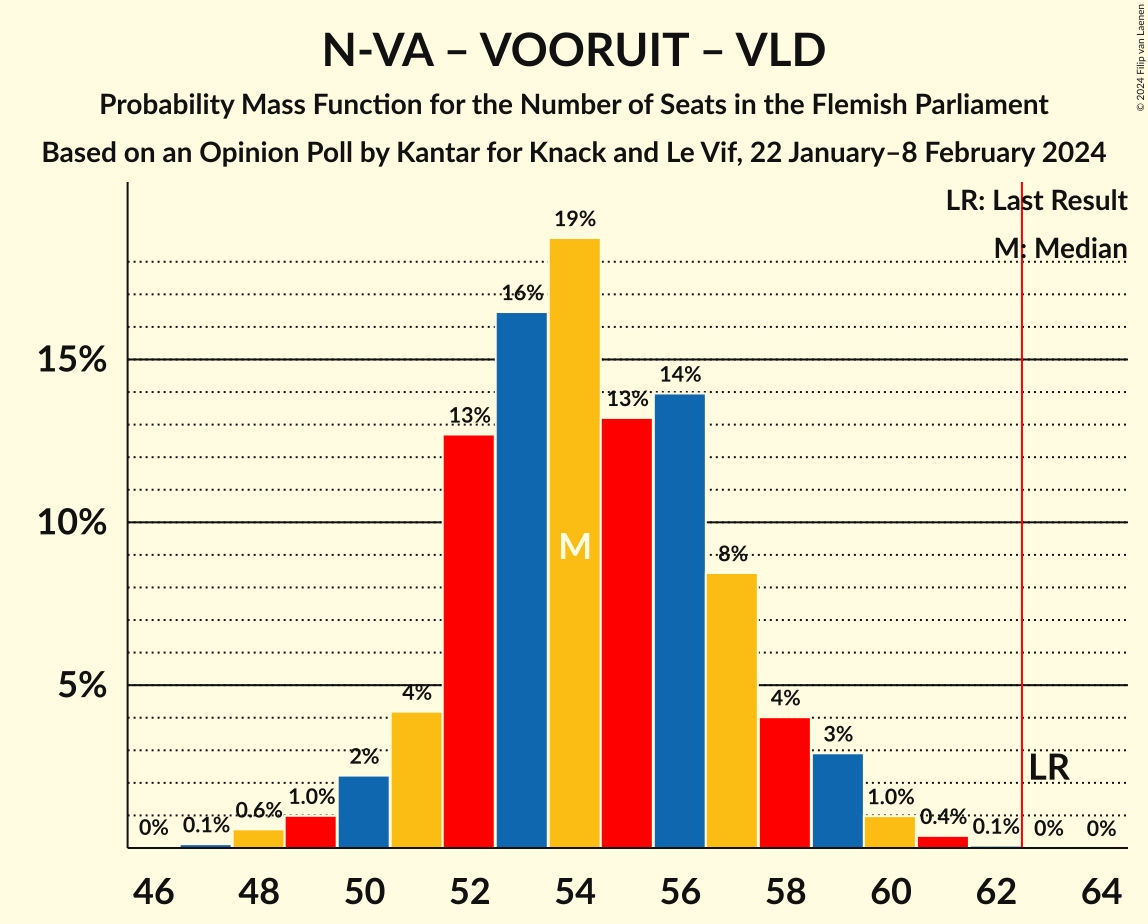 N-VA – VOORUIT – VLD
Probability Mass Function for the Number of Seats in the Flemish Parliament
Based on an Opinion Poll by Kantar for Knack and Le Vif, 22 January–8 February 2024
© 2024 Filip van Laenen
LR: Last Result
M: Median
19%
16%
15%
14%
13%
13%
10%
M
8%
5%
4%
4%
3%
2%
LR
1.0%
1.0%
0.6%
0.4%
0% 0.1% 0.1% 0% 0%
46 48 50 52 54 56 58 60 62 64